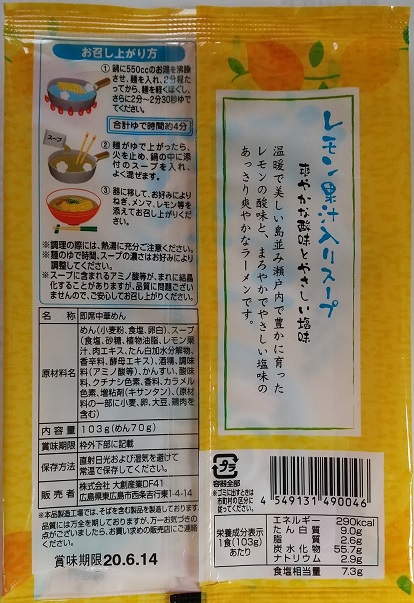 お召し上がり方
① 鍋に550ccのお湯を沸騰
させ、麺を入れ、2分程た
ってから、麺を軽くほぐし、
さらに2分～2分30秒ゆで
てください。
合計ゆで時間約4分
スープ
② 麺がゆで上がったら、
火を止め、鍋の中に添
付のスープを入れ、
よく混ぜます。
③ 器に移して、お好みにより
ねぎ、メンマ、レモン等を
添えてお召し上がりくだ
さい。
※調理の際には、熱湯に充分ご注意ください。
※麺のゆで時間、スープの濃さはお好みにより
調整してください。
※スープに含まれるアミノ酸等が、まれに結晶
化することがありますが、品質に問題ござい
ませんので、ご安心してお召し上がりください。
名称 即席中華めん
原材料名 めん(小麦粉、食塩、卵白)、スープ
(食塩、砂糖、植物油脂、レモン果
汁、肉エキス、たん白加水分解物、
香辛料、酵母エキス)、酒精、調味
料(アミノ酸等)、かんすい、酸味
料、クチナシ色素、香料、カラメル
色素、増粘剤(キサンタン)、(原材
料の一部に小麦、卵、大豆、鶏肉を
含む)
内容量 103g(めん70g)
賞味期限 枠外下部に記載
保存方法 直射日光および湿気を避けて
常温で保存してください。
販売者 株式会社 大創産業DF41
広島県東広島市西条吉行東1-4-14
※本品製造工場では、そばを含む製品を製造しております。
品質には万全を期しておりますが、万一お気づきの
点がございましたら、お買い求めの販売店にご連絡
ください。
賞味期限20.6.14
レモン果汁入りスープ
爽やかな酸味とやさしい塩味
温暖で美しい島並み瀬戸内で豊かに育った
レモンの酸味と、まろやかでやさしい塩味の
あっさり爽やかなラーメンです。
プラ
容器全部
※ゴミに出すときは
市町村の区分に
従ってください。
4 549131 490046
栄養成分表示
1食(103g)
あたり
エネルギー 290kcal
たん白質 9.0g
脂質 2.6g
炭水化物 55.7g
ナトリウム 2.9g
食塩相当量 7.3g